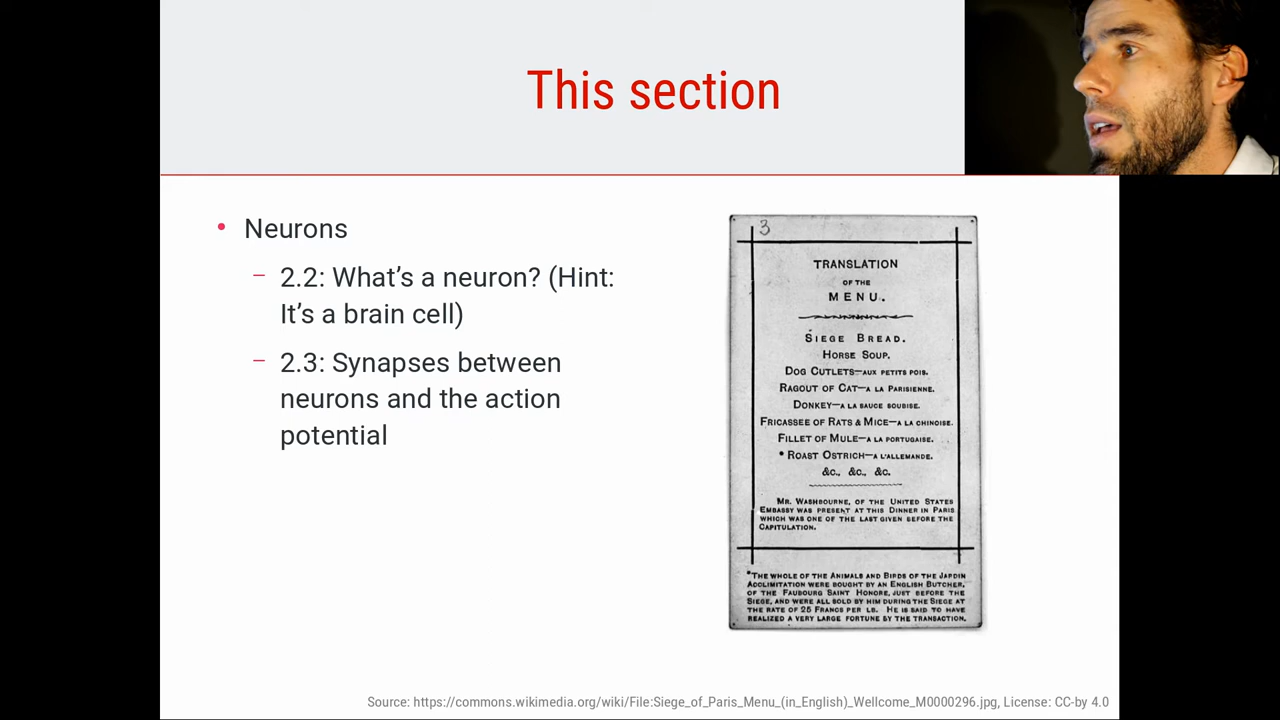 This section
• Neurons
– 2.2: What's a neuron? (Hint:
It's a brain cell)
– 2.3: Synapses between
neurons and the action
potential
3
TRANSLATION
OF THE
MENU.
SIEGE BREAD.
HORSE SOUP.
DOG CUTLETS—AUX PETITS POIS.
RAGOUT OF CAT—A LA PARISIENNE.
DONKEY—A LA SAUCE SOUBISE.
FRICASSEE OF RATS & MICE—A LA CHINOISE.
FILLET OF MULE—A LA PORTUGAISE.
* ROAST OSTRICH—A L'ALLEMANDE.
&c., &c., &c.
MR. WASHBOURNE, OF THE UNITED STATES
EMBASSY WAS PRESENT AT THIS DINNER IN PARIS
WHICH WAS ONE OF THE LAST GIVEN BEFORE THE
CAPITULATION.
*THE WHOLE OF THE ANIMALS AND BIRDS OF THE JARDIN
ACCLIMITATION WERE BOUGHT BY AN ENGLISH BUTCHER,
OF THE FAUBOURG SAINT HONORE, JUST BEFORE THE
SIEGE, AND WERE ALL SOLD BY HIM DURING THE SIEGE AT
THE RATE OF 25 FRANCS PER LB. HE IS SAID TO HAVE
REALIZED A VERY LARGE FORTUNE BY THE TRANSACTION.
Source: https://commons.wikimedia.org/wiki/File:Siege_of_Paris_Menu_(in_English)_Wellcome_M0000296.jpg, License: CC-by 4.0